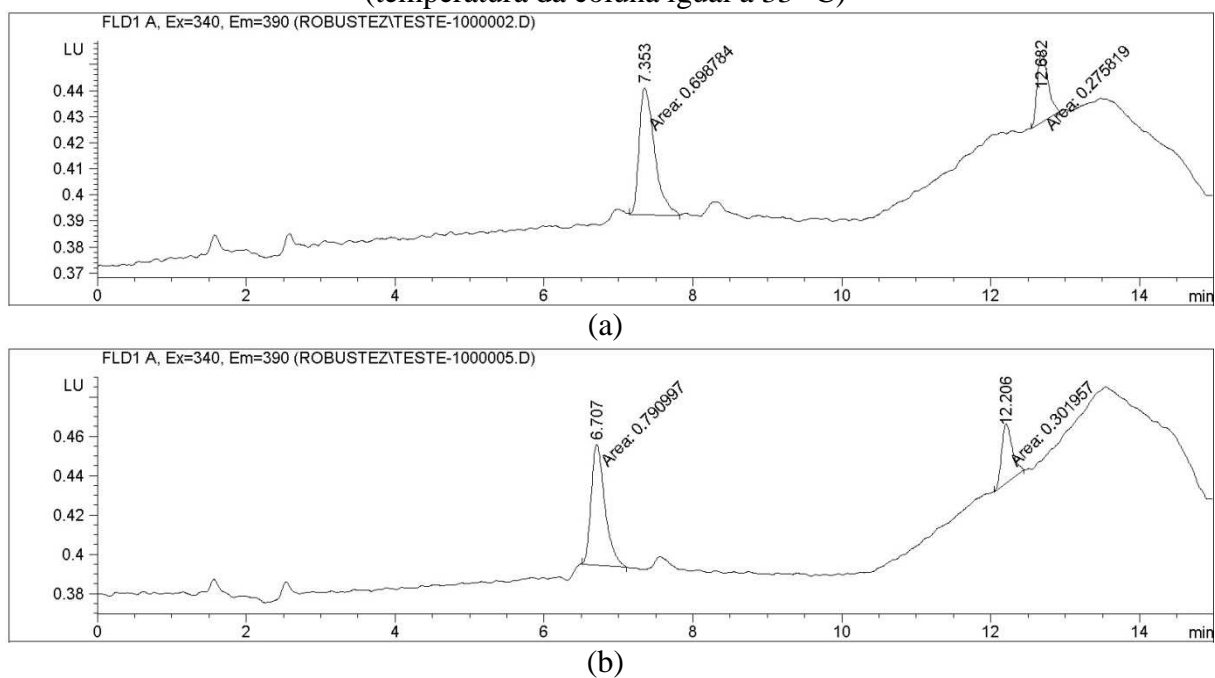 (temperatura da coluna igual a 35 °C)
FLD1 A, Ex=340, Em=390 (ROBUSTEZ\TESTE-1000002.D)
LU
0.44
0.43
0.42
0.41
0.4
0.39
0.38
0.37
7.353
Area: 0.698784
12.682
Area: 0.275819
0 2 4 6 8 10 12 14 min
(a)
FLD1 A, Ex=340, Em=390 (ROBUSTEZ\TESTE-1000005.D)
LU
0.46
0.44
0.42
0.4
0.38
6.707
Area: 0.790997
12.206
Area: 0.301957
0 2 4 6 8 10 12 14 min
(b)